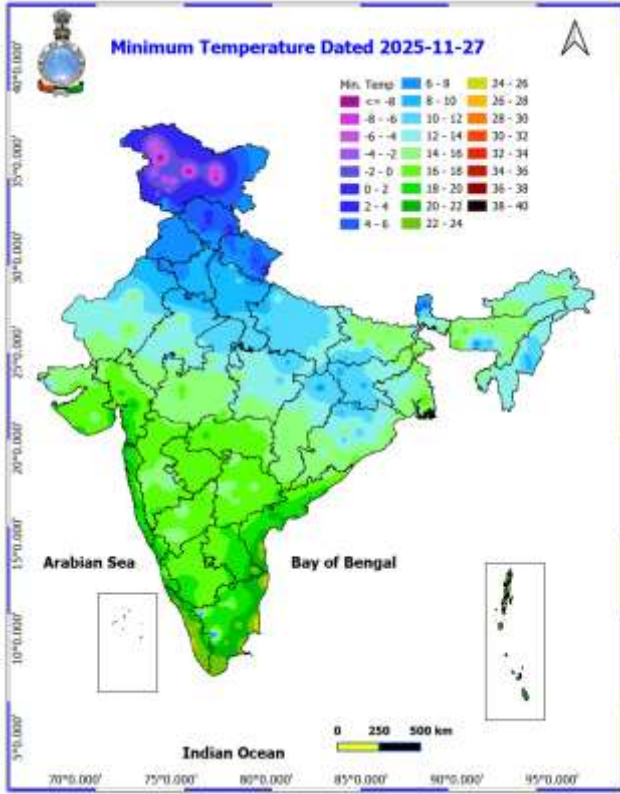 Minimum Temperature Dated 2025-11-27
Min. Temp
<= -8
-8 - -6
-6 - -4
-4 - -2
-2 - 0
0 - 2
2 - 4
4 - 6
6 - 8
8 - 10
10 - 12
12 - 14
14 - 16
16 - 18
18 - 20
20 - 22
22 - 24
24 - 26
26 - 28
28 - 30
30 - 32
32 - 34
34 - 36
36 - 38
38 - 40
40°0.000'
35°0.000'
30°0.000'
25°0.000'
20°0.000'
15°0.000'
10°0.000'
5°0.000'
Arabian Sea
Bay of Bengal
0 250 500 km
Indian Ocean
70°0.000' 75°0.000' 80°0.000' 85°0.000' 90°0.000' 95°0.000'